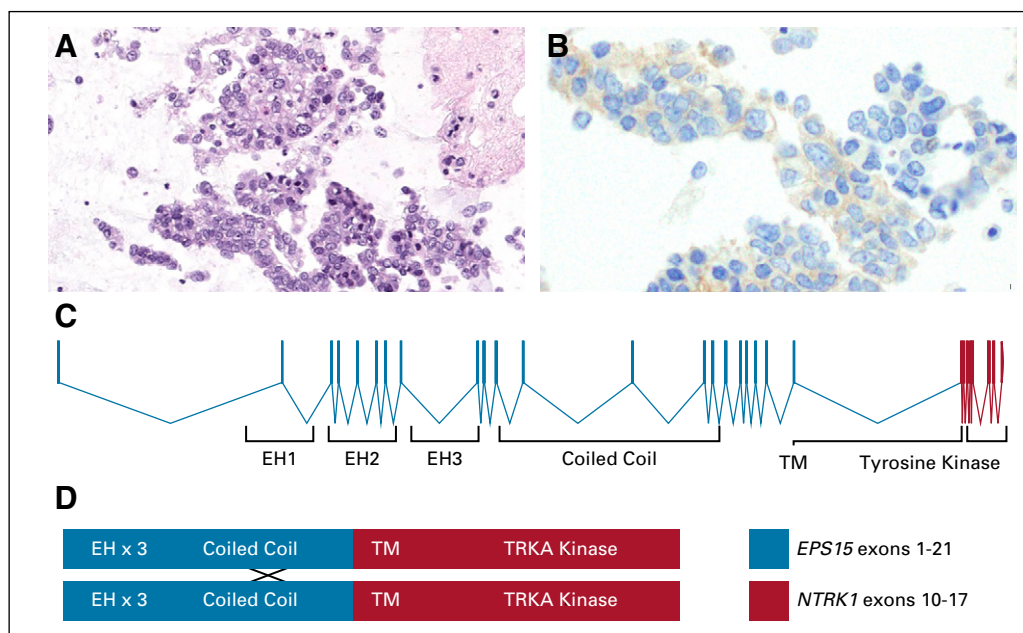 A
B
C
EH1
EH2
EH3
Coiled Coil
TM
Tyrosine Kinase
D
EH x 3
Coiled Coil
TM
TRKA Kinase
EPS15 exons 1-21
EH x 3
Coiled Coil
TM
TRKA Kinase
NTRK1 exons 10-17